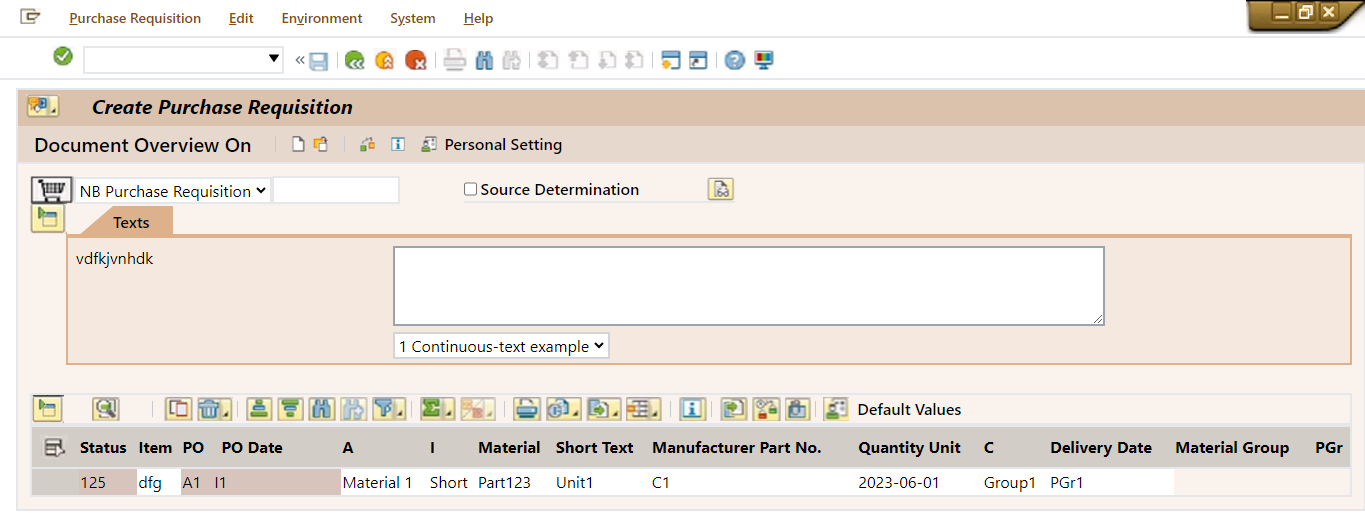 Purchase Requisition Edit Environment System Help
«
Create Purchase Requisition
Document Overview On Personal Setting
NB Purchase Requisition Source Determination
Texts
vdfkjvnhdk
1 Continuous-text example
Default Values
Status Item PO PO Date A I Material Short Text Manufacturer Part No. Quantity Unit C Delivery Date Material Group PGr
125 dfg A1 I1 Material 1 Short Part123 Unit1 C1 2023-06-01 Group1 PGr1